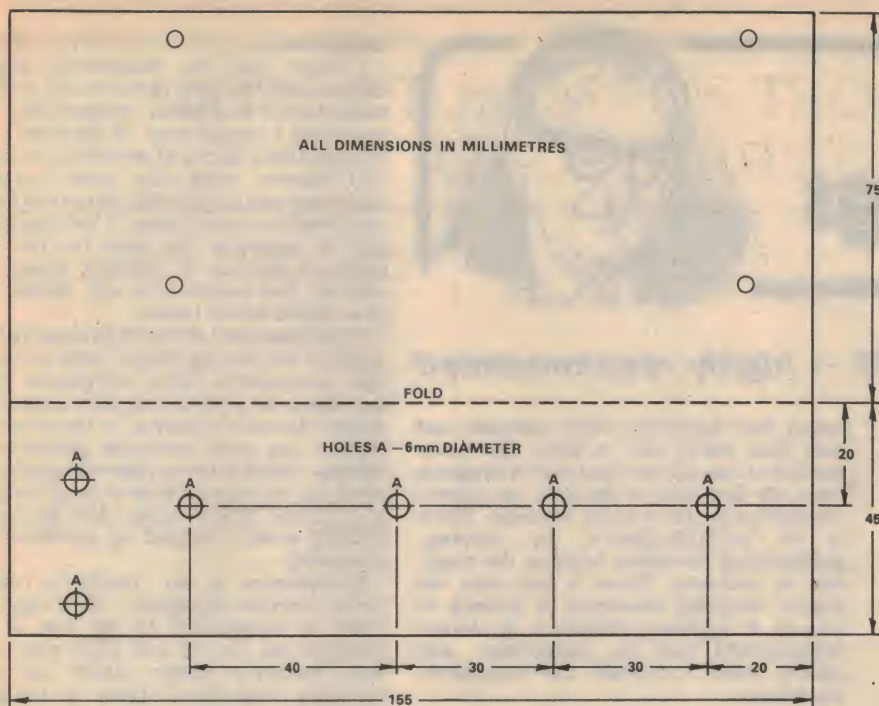 ALL DIMENSIONS IN MILLIMETRES
75
FOLD
HOLES A – 6mm DIAMETER
20
A
A
A
A
A
45
A
40
30
30
20
155